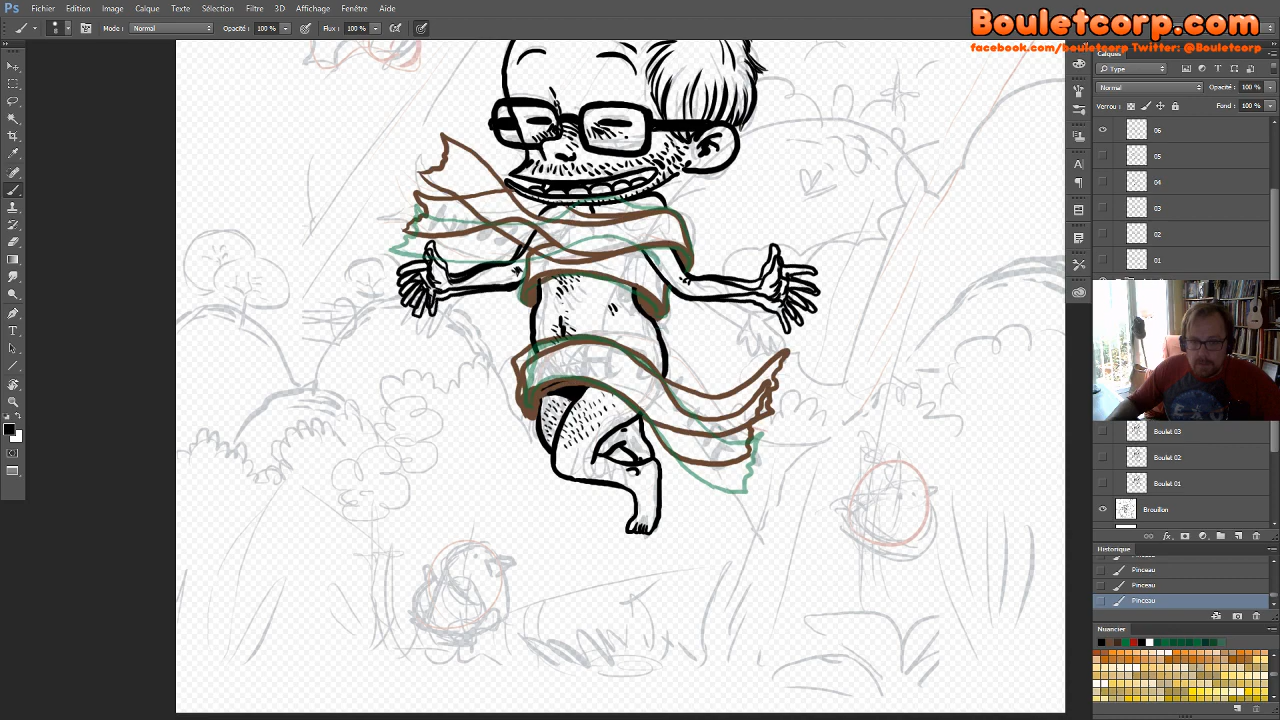 Ps Fichier Edition Image Calque Texte Sélection Filtre 3D Affichage Fenêtre Aide
Bouletcorp.com
facebook.com/bouletcorp Twitter: @Bouletcorp
Mode : Normal Opacité : 100 % Flux : 100 %
Calques
Type
Normal Opacité : 100 %
Verrou : Fond : 100 %
06
05
04
03
02
01
Boulet 03
Boulet 02
Boulet 01
Brouillon
Historique
Pinceau
Pinceau
Pinceau
Nuancier